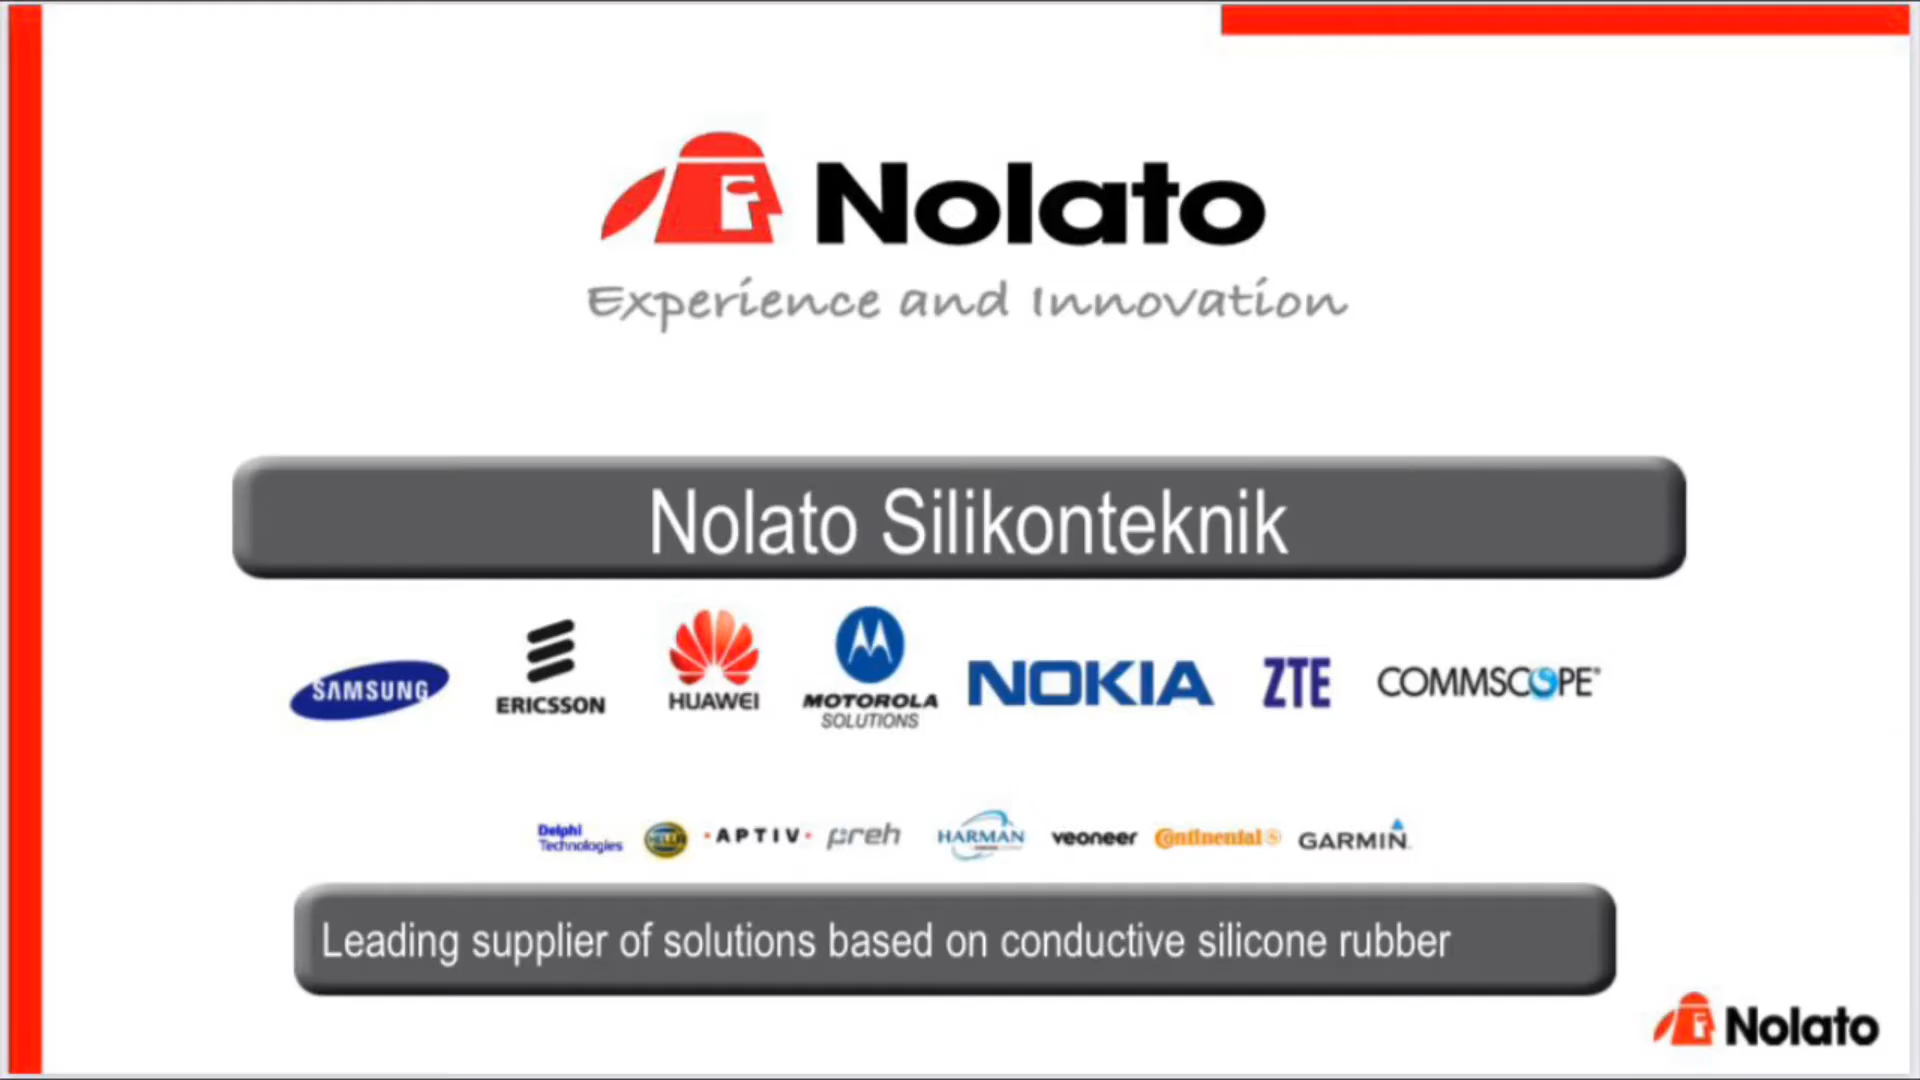 Nolato
Experience and Innovation
Nolato Silikonteknik
SAMSUNG
ERICSSON
HUAWEI
MOTOROLA
SOLUTIONS
NOKIA
ZTE
COMMSCOPE®
Delphi
Technologies
HELLA
• APTIV •
preh
HARMAN
veoneer
Continental
GARMIN
Leading supplier of solutions based on conductive silicone rubber
Nolato